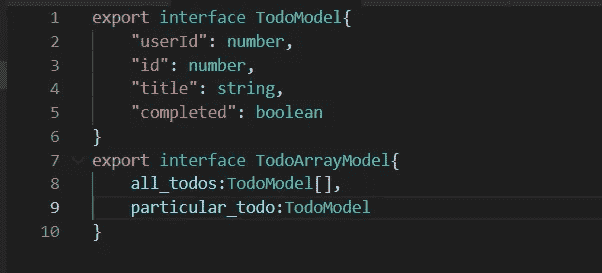 1 export interface TodoModel{
2 "userId": number,
3 "id": number,
4 "title": string,
5 "completed": boolean
6 }
7 export interface TodoArrayModel{
8 all_todos:TodoModel[],
9 particular_todo:TodoModel
10 }